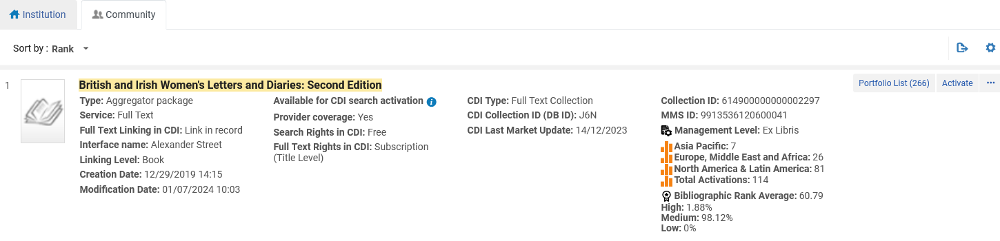 Institution
Community
Sort by : Rank
1
British and Irish Women's Letters and Diaries: Second Edition
Portfolio List (266)
Activate
Type: Aggregator package
Service: Full Text
Full Text Linking in CDI: Link in record
Interface name: Alexander Street
Linking Level: Book
Creation Date: 12/29/2019 14:15
Modification Date: 01/07/2024 10:03
Available for CDI search activation
Provider coverage: Yes
Search Rights in CDI: Free
Full Text Rights in CDI: Subscription
(Title Level)
CDI Type: Full Text Collection
CDI Collection ID (DB ID): J6N
CDI Last Market Update: 14/12/2023
Collection ID: 614900000000002297
MMS ID: 9913536120600041
Management Level: Ex Libris
Asia Pacific: 7
Europe, Middle East and Africa: 26
North America & Latin America: 81
Total Activations: 114
Bibliographic Rank Average: 60.79
High: 1.88%
Medium: 98.12%
Low: 0%